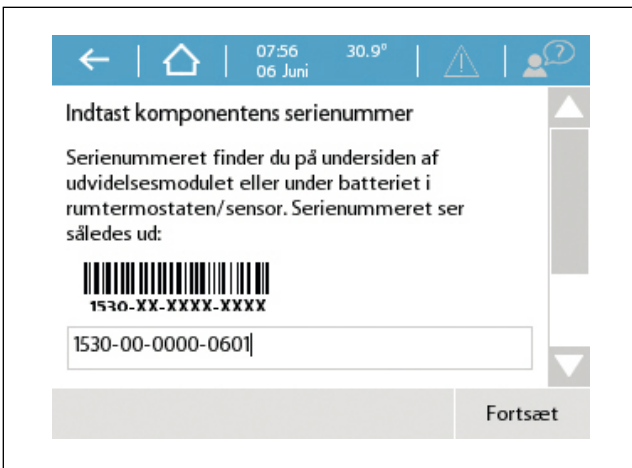 07:56 30.9°
06 Juni
?
Indtast komponentens serienummer
Serienummeret finder du på undersiden af
udvidelsesmodulet eller under batteriet i
rumtermostaten/sensor. Serienummeret ser
således ud:
1530-XX-XXXX-XXXX
1530-00-0000-0601
Fortsæt